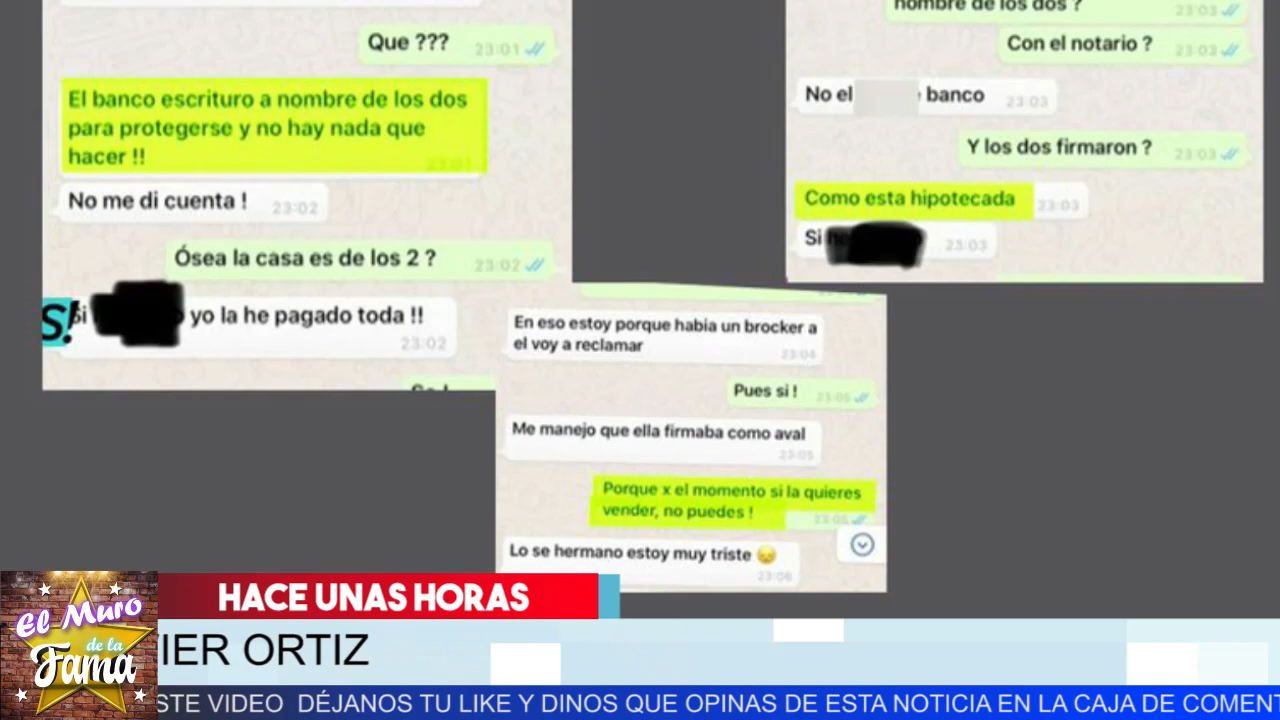 Que ??? 23:01
El banco escrituro a nombre de los dos
para protegerse y no hay nada que
hacer !! 23:01
No me di cuenta ! 23:02
Ósea la casa es de los 2 ? 23:02
S!
Si yo la he pagado toda !!
23:02
nombre de los dos ? 23:03
Con el notario ? 23:03
No el banco 23:03
Y los dos firmaron ? 23:03
Como esta hipotecada 23:03
Si 23:03
En eso estoy porque habia un brocker a
el voy a reclamar 23:04
Pues si ! 23:05
Me manejo que ella firmaba como aval
23:05
Porque x el momento si la quieres
vender, no puedes ! 23:05
Lo se hermano estoy muy triste 😞
23:06
HACE UNAS HORAS
IER ORTIZ
El Muro
de la
Fama
STE VIDEO DÉJANOS TU LIKE Y DINOS QUE OPINAS DE ESTA NOTICIA EN LA CAJA DE COMENT